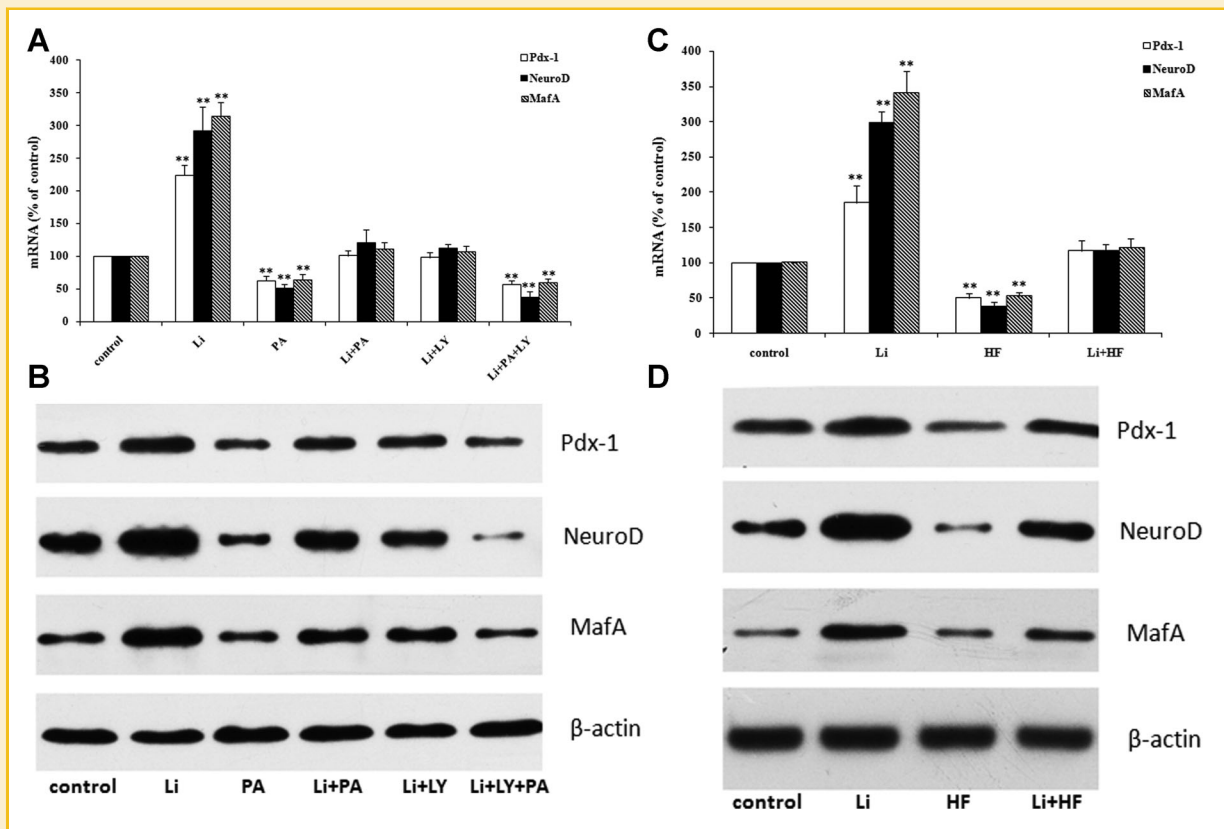 A
mRNA (% of control)
400
350
300
250
200
150
100
50
0
Pdx-1
NeuroD
MafA
** ** **
** ** **
** ** **
control Li PA Li+PA Li+LY Li+PA+LY
B
Pdx-1
NeuroD
MafA
β-actin
control Li PA Li+PA Li+LY Li+LY+PA
C
mRNA (% of control)
400
350
300
250
200
150
100
50
0
Pdx-1
NeuroD
MafA
** ** **
** ** **
control Li HF Li+HF
D
Pdx-1
NeuroD
MafA
β-actin
control Li HF Li+HF